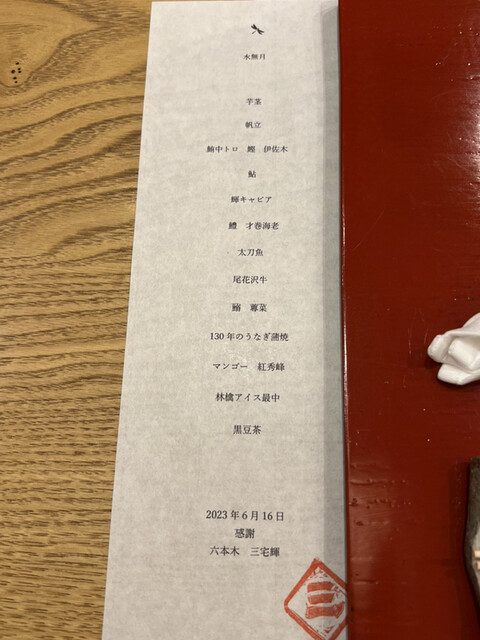 水無月
芋茎
帆立
鮪中トロ 鰹 伊佐木
鮎
輝キャビア
鱧 才巻海老
太刀魚
尾花沢牛
蓴菜
130年のうなぎ蒲焼
マンゴー 紅秀峰
林檎アイス最中
黒豆茶
2023年6月16日
感謝
六本木 三宅輝
三